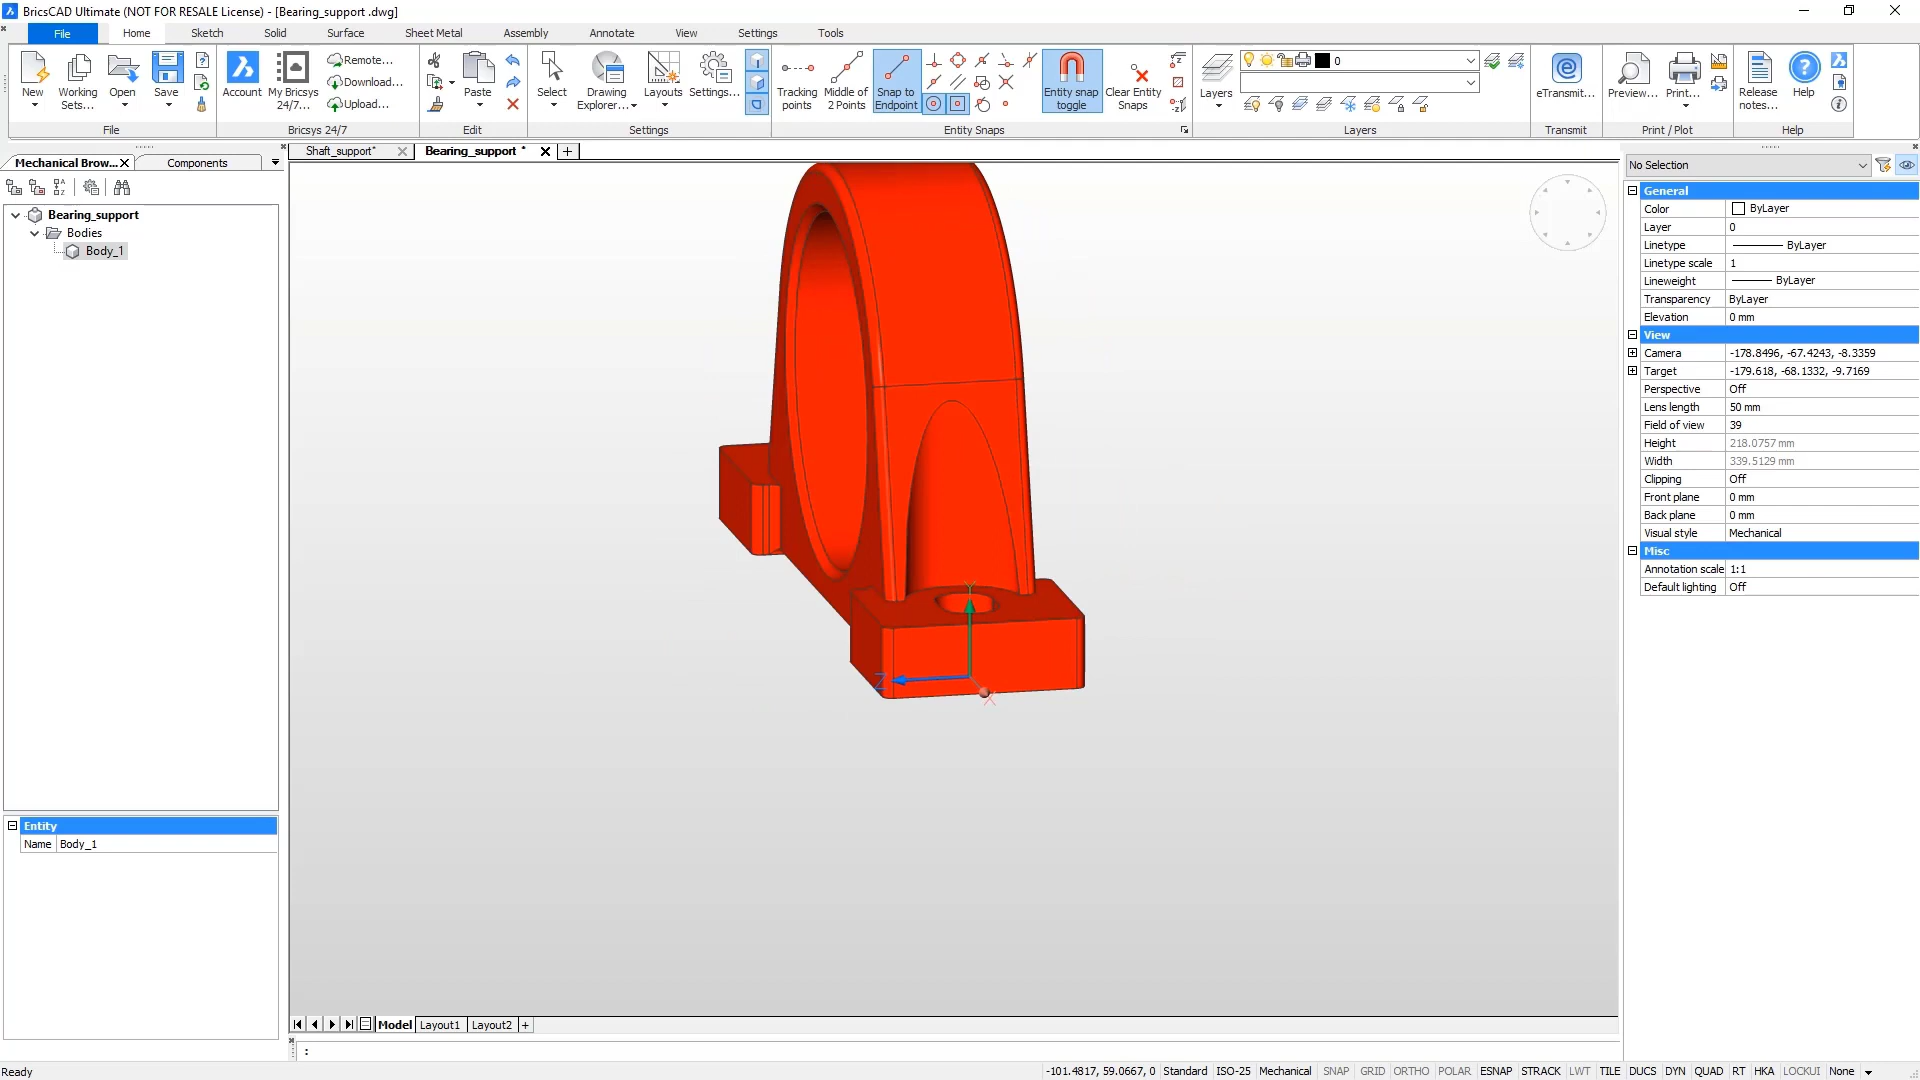 BricsCAD Ultimate (NOT FOR RESALE License) - [Bearing_support .dwg]
File Home Sketch Solid Surface Sheet Metal Assembly Annotate View Settings Tools
New
Working Sets...
Open
Save
File
Account
My Bricsys 24/7...
Remote...
Download...
Upload...
Bricsys 24/7
Paste
Edit
Select
Drawing Explorer...
Layouts
Settings...
Settings
Tracking points
Middle of 2 Points
Snap to Endpoint
Entity snap toggle
Clear Entity Snaps
Entity Snaps
Layers
0
Layers
eTransmit...
Transmit
Preview...
Print...
Print / Plot
Release notes...
Help
Help
Mechanical Brow... Components
Bearing_support
Bodies
Body_1
Entity
Name Body_1
Shaft_support* Bearing_support *
Y
Z
X
Model Layout1 Layout2 +
:
No Selection
General
Color ByLayer
Layer 0
Linetype ByLayer
Linetype scale 1
Lineweight ByLayer
Transparency ByLayer
Elevation 0 mm
View
Camera -178.8496, -67.4243, -8.3359
Target -179.618, -68.1332, -9.7169
Perspective Off
Lens length 50 mm
Field of view 39
Height 218.0757 mm
Width 339.5129 mm
Clipping Off
Front plane 0 mm
Back plane 0 mm
Visual style Mechanical
Misc
Annotation scale 1:1
Default lighting Off
Ready
-101.4817, 59.0667, 0 Standard ISO-25 Mechanical SNAP GRID ORTHO POLAR ESNAP STRACK LWT TILE DUCS DYN QUAD RT HKA LOCKUI None